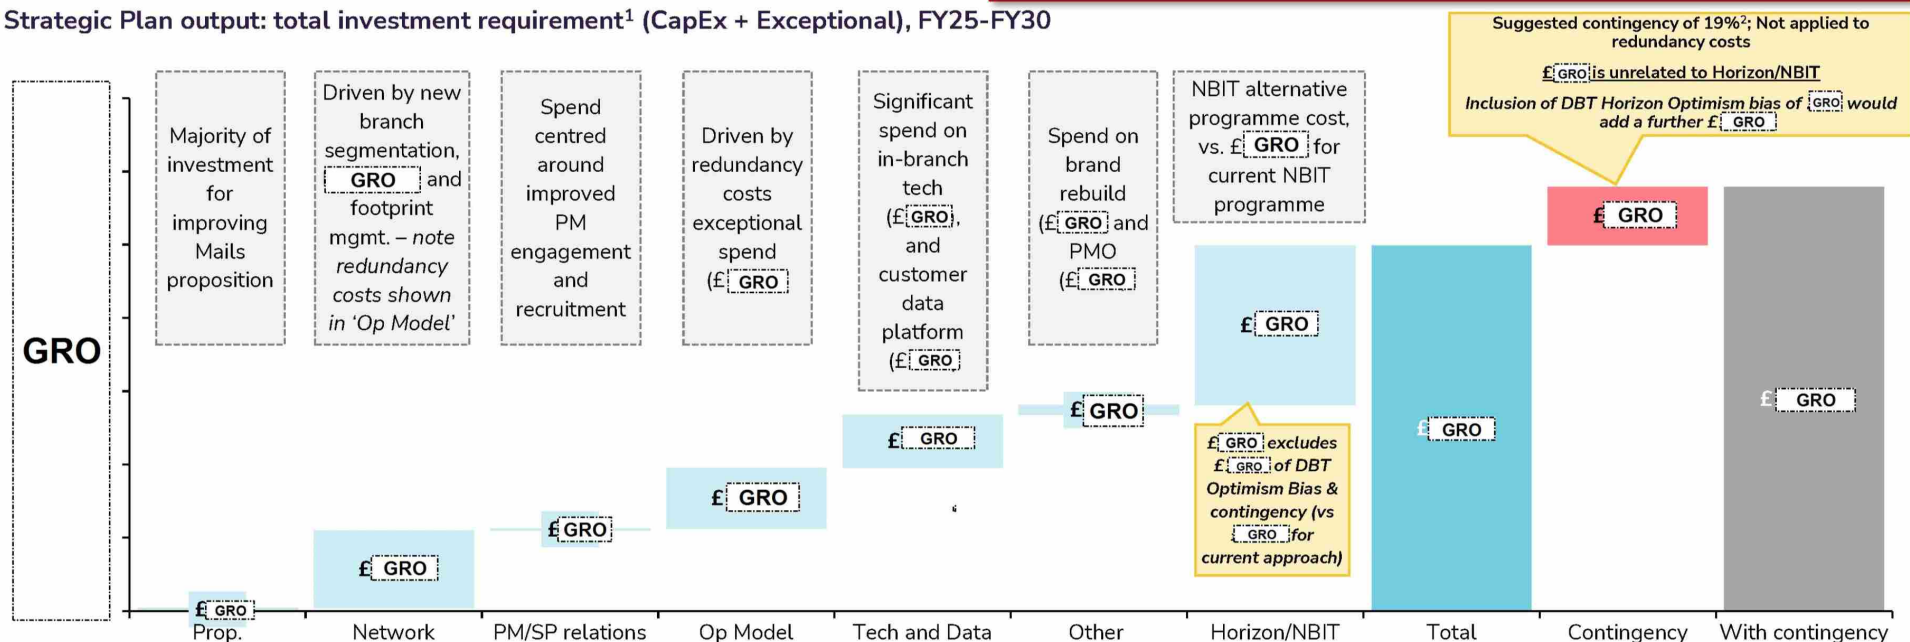 Strategic Plan output: total investment requirement¹ (CapEx + Exceptional), FY25-FY30
Suggested contingency of 19%²; Not applied to
redundancy costs
£ GRO is unrelated to Horizon/NBIT
Inclusion of DBT Horizon Optimism bias of GRO would
add a further £ GRO
GRO
Majority of
investment
for
improving
Mails
proposition
Driven by new
branch
segmentation,
GRO and
footprint
mgmt. – note
redundancy
costs shown
in ‘Op Model’
Spend
centred
around
improved
PM
engagement
and
recruitment
Driven by
redundancy
costs
exceptional
spend
(£ GRO
Significant
spend on
in-branch
tech
(£ GRO),
and
customer
data
platform
(£ GRO
Spend on
brand
rebuild
(£ GRO and
PMO
(£ GRO
NBIT alternative
programme cost,
vs. £ GRO for
current NBIT
programme
£ GRO
£ GRO
£ GRO
£ GRO
£ GRO
£ GRO
£ GRO
£ GRO excludes
£ GRO of DBT
Optimism Bias &
contingency (vs
GRO for
current approach)
£ GRO
£ GRO
£ GRO
Prop.
Network
PM/SP relations
Op Model
Tech and Data
Other
Horizon/NBIT
Total
Contingency
With contingency